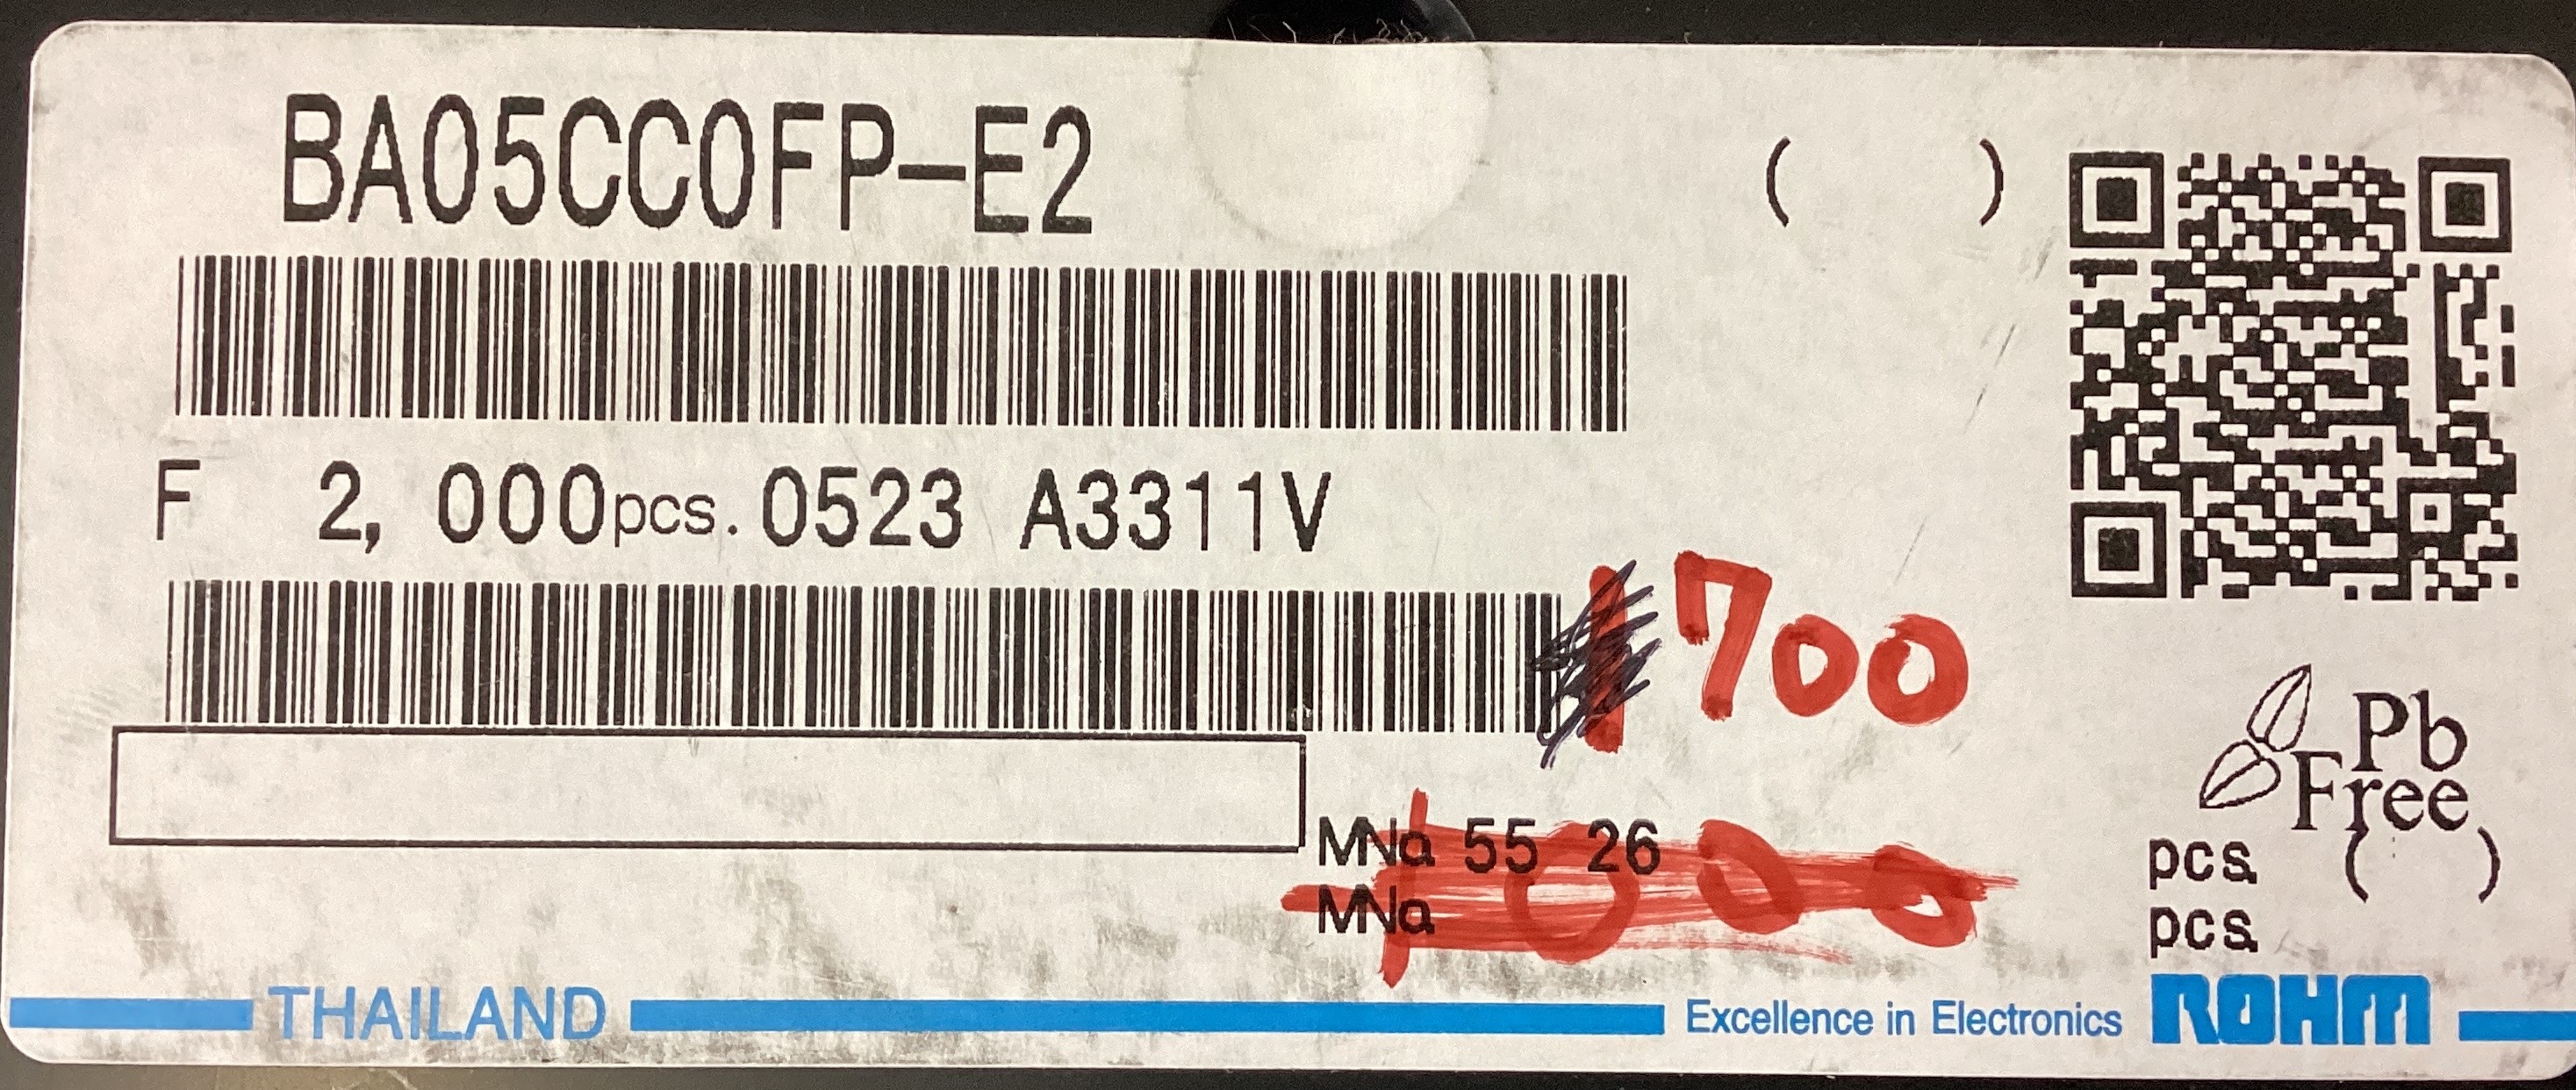 BA05CC0FP-E2
( )
F 2, 000pcs. 0523 A3311V
700
Pb
Free
MNo 55 26 pcs. ( )
MNo pcs.
THAILAND Excellence in Electronics ROHM